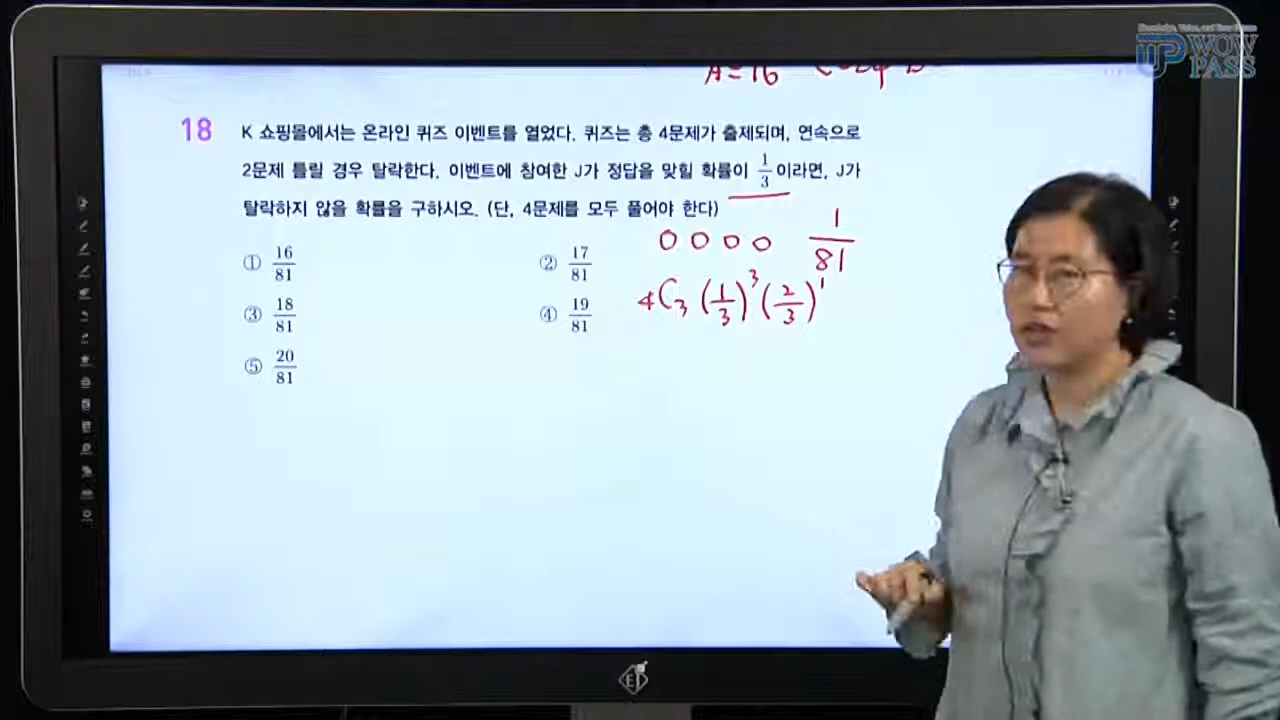 WOW
PASS
18 K 쇼핑몰에서는 온라인 퀴즈 이벤트를 열었다. 퀴즈는 총 4문제가 출제되며, 연속으로
2문제 틀릴 경우 탈락한다. 이벤트에 참여한 J가 정답을 맞힐 확률이 1/3 이라면, J가
탈락하지 않을 확률을 구하시오. (단, 4문제를 모두 풀어야 한다)
① 16/81 ② 17/81
③ 18/81 ④ 19/81
⑤ 20/81
A=16
0 0 0 0 1/81
₄C₃ (1/3)³ (2/3)¹